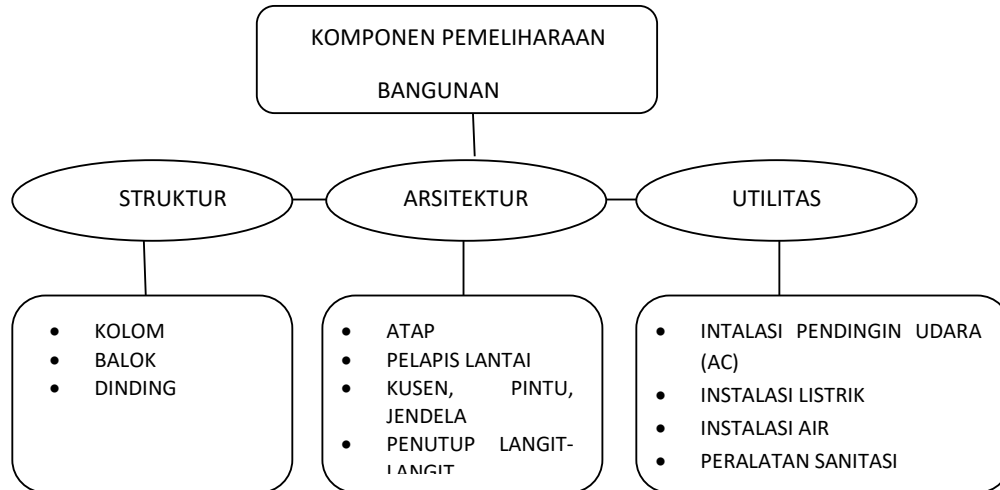 KOMPONEN PEMELIHARAAN
BANGUNAN
STRUKTUR
ARSITEKTUR
UTILITAS
• KOLOM
• BALOK
• DINDING
• ATAP
• PELAPIS LANTAI
• KUSEN, PINTU,
JENDELA
• PENUTUP LANGIT-
LANGIT
• INTALASI PENDINGIN UDARA
(AC)
• INSTALASI LISTRIK
• INSTALASI AIR
• PERALATAN SANITASI